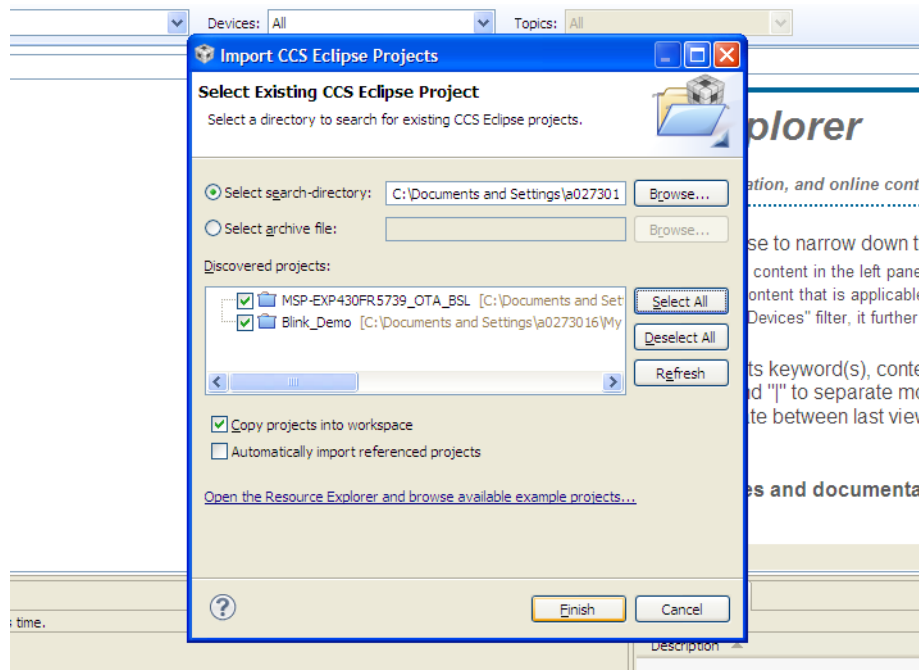 Devices: All Topics: All
Import CCS Eclipse Projects
Select Existing CCS Eclipse Project
Select a directory to search for existing CCS Eclipse projects.
plorer
ation, and online cont
Select search-directory: C:\Documents and Settings\a027301 Browse...
Select archive file: Browse...
se to narrow down t
Discovered projects:
content in the left pane
MSP-EXP430FR5739_OTA_BSL [C:\Documents and Set Select All
ontent that is applicable
Blink_Demo [C:\Documents and Settings\a0273016\My
Devices" filter, it further
Deselect All
ts keyword(s), conte
Refresh
nd "|" to separate mo
te between last view
Copy projects into workspace
Automatically import referenced projects
Open the Resource Explorer and browse available example projects...
es and documenta
? Finish Cancel
s time.
Description